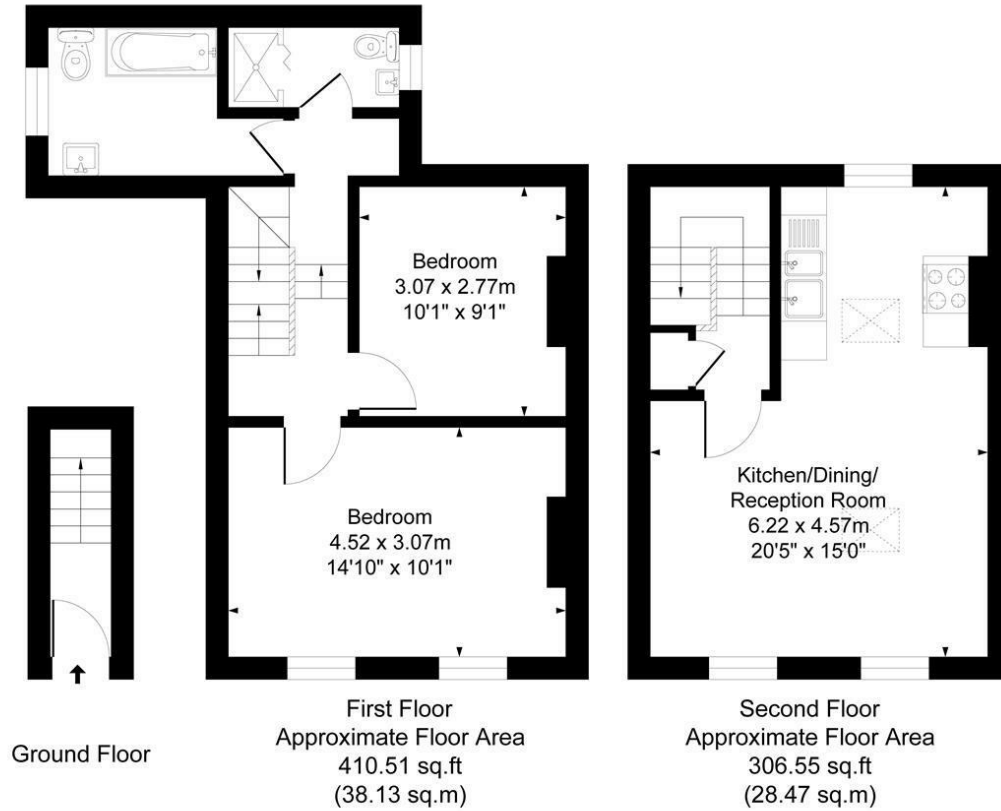 Bedroom
3.07 x 2.77m
10'1" x 9'1"
Bedroom
4.52 x 3.07m
14'10" x 10'1"
Kitchen/Dining/
Reception Room
6.22 x 4.57m
20'5" x 15'0"
Ground Floor
First Floor
Approximate Floor Area
410.51 sq.ft
(38.13 sq.m)
Second Floor
Approximate Floor Area
306.55 sq.ft
(28.47 sq.m)